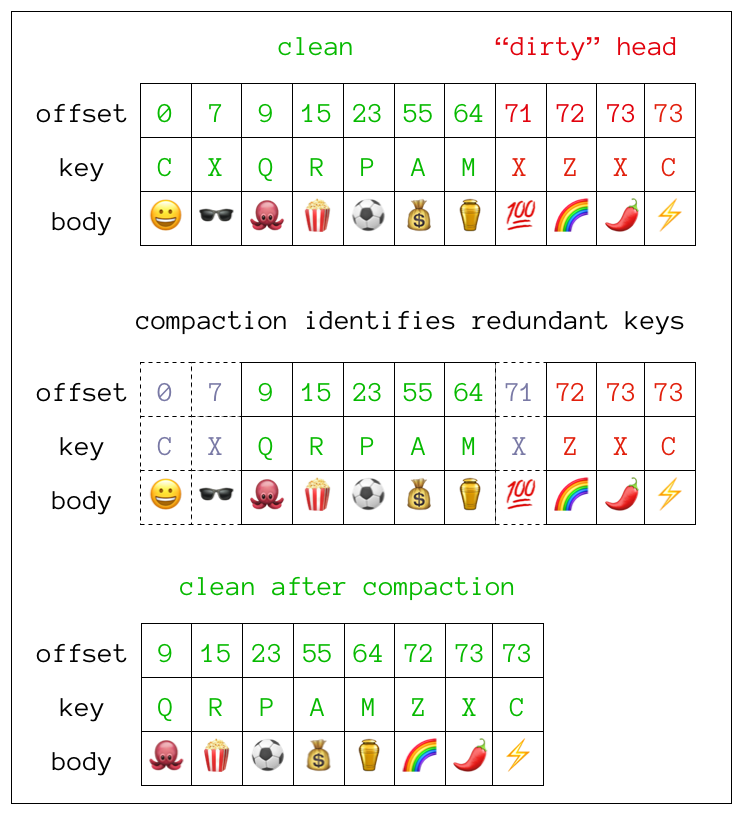 clean “dirty” head
offset 0 7 9 15 23 55 64 71 72 73 73
key C X Q R P A M X Z X C
body 😀 🕶️ 🐙 🍿 ⚽ 💰 ⚱️ 💯 🌈 🌶️ ⚡
compaction identifies redundant keys
offset 0 7 9 15 23 55 64 71 72 73 73
key C X Q R P A M X Z X C
body 😀 🕶️ 🐙 🍿 ⚽ 💰 ⚱️ 💯 🌈 🌶️ ⚡
clean after compaction
offset 9 15 23 55 64 72 73 73
key Q R P A M Z X C
body 🐙 🍿 ⚽ 💰 ⚱️ 🌈 🌶️ ⚡